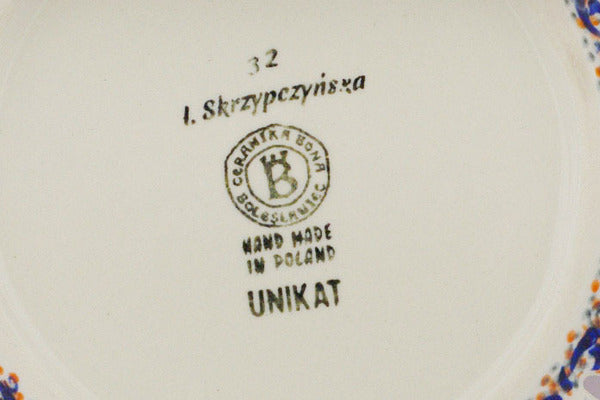 32
I. Skrzypczyńska
CERAMIKA BONA
B
BOLESŁAWIEC
HAND MADE
IN POLAND
UNIKAT